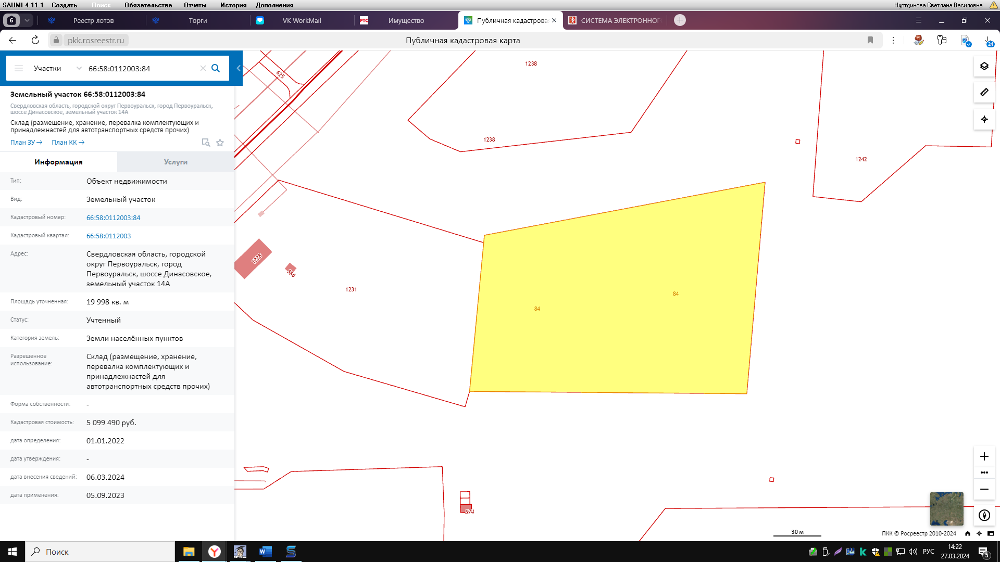 SAUMI 4.11.1 Создать Поиск Обязательства Отчеты История Дополнения Нуртдинова Светлана Василовна
6 Реестр лотов Торги VK WorkMail РТС Имущество Публичная кадастрова СИСТЕМА ЭЛЕКТРОННОГ
pkk.rosreestr.ru Публичная кадастровая карта 24
Участки 66:58:0112003:84
Земельный участок 66:58:0112003:84
Свердловская область, городской округ Первоуральск, город Первоуральск,
шоссе Динасовское, земельный участок 14А
Склад (размещение, хранение, перевалка комплектующих и
принадлежнастей для автотранспортных средств прочих)
План ЗУ → План КК →
Информация Услуги
Тип: Объект недвижимости
Вид: Земельный участок
Кадастровый номер: 66:58:0112003:84
Кадастровый квартал: 66:58:0112003
Адрес: Свердловская область, городской
округ Первоуральск, город
Первоуральск, шоссе Динасовское,
земельный участок 14А
Площадь уточненная: 19 998 кв. м
Статус: Учтенный
Категория земель: Земли населённых пунктов
Разрешенное
использование:
Склад (размещение, хранение,
перевалка комплектующих и
принадлежнастей для
автотранспортных средств прочих)
Форма собственности: -
Кадастровая стоимость: 5 099 490 руб.
дата определения: 01.01.2022
дата утверждения: -
дата внесения сведений: 06.03.2024
дата применения: 05.09.2023
625
1238
1238
1242
1228
566
1231
84
84
574
30 м
ПКК © Росреестр 2010-2024
Поиск
РУС
14:22
27.03.2024
5